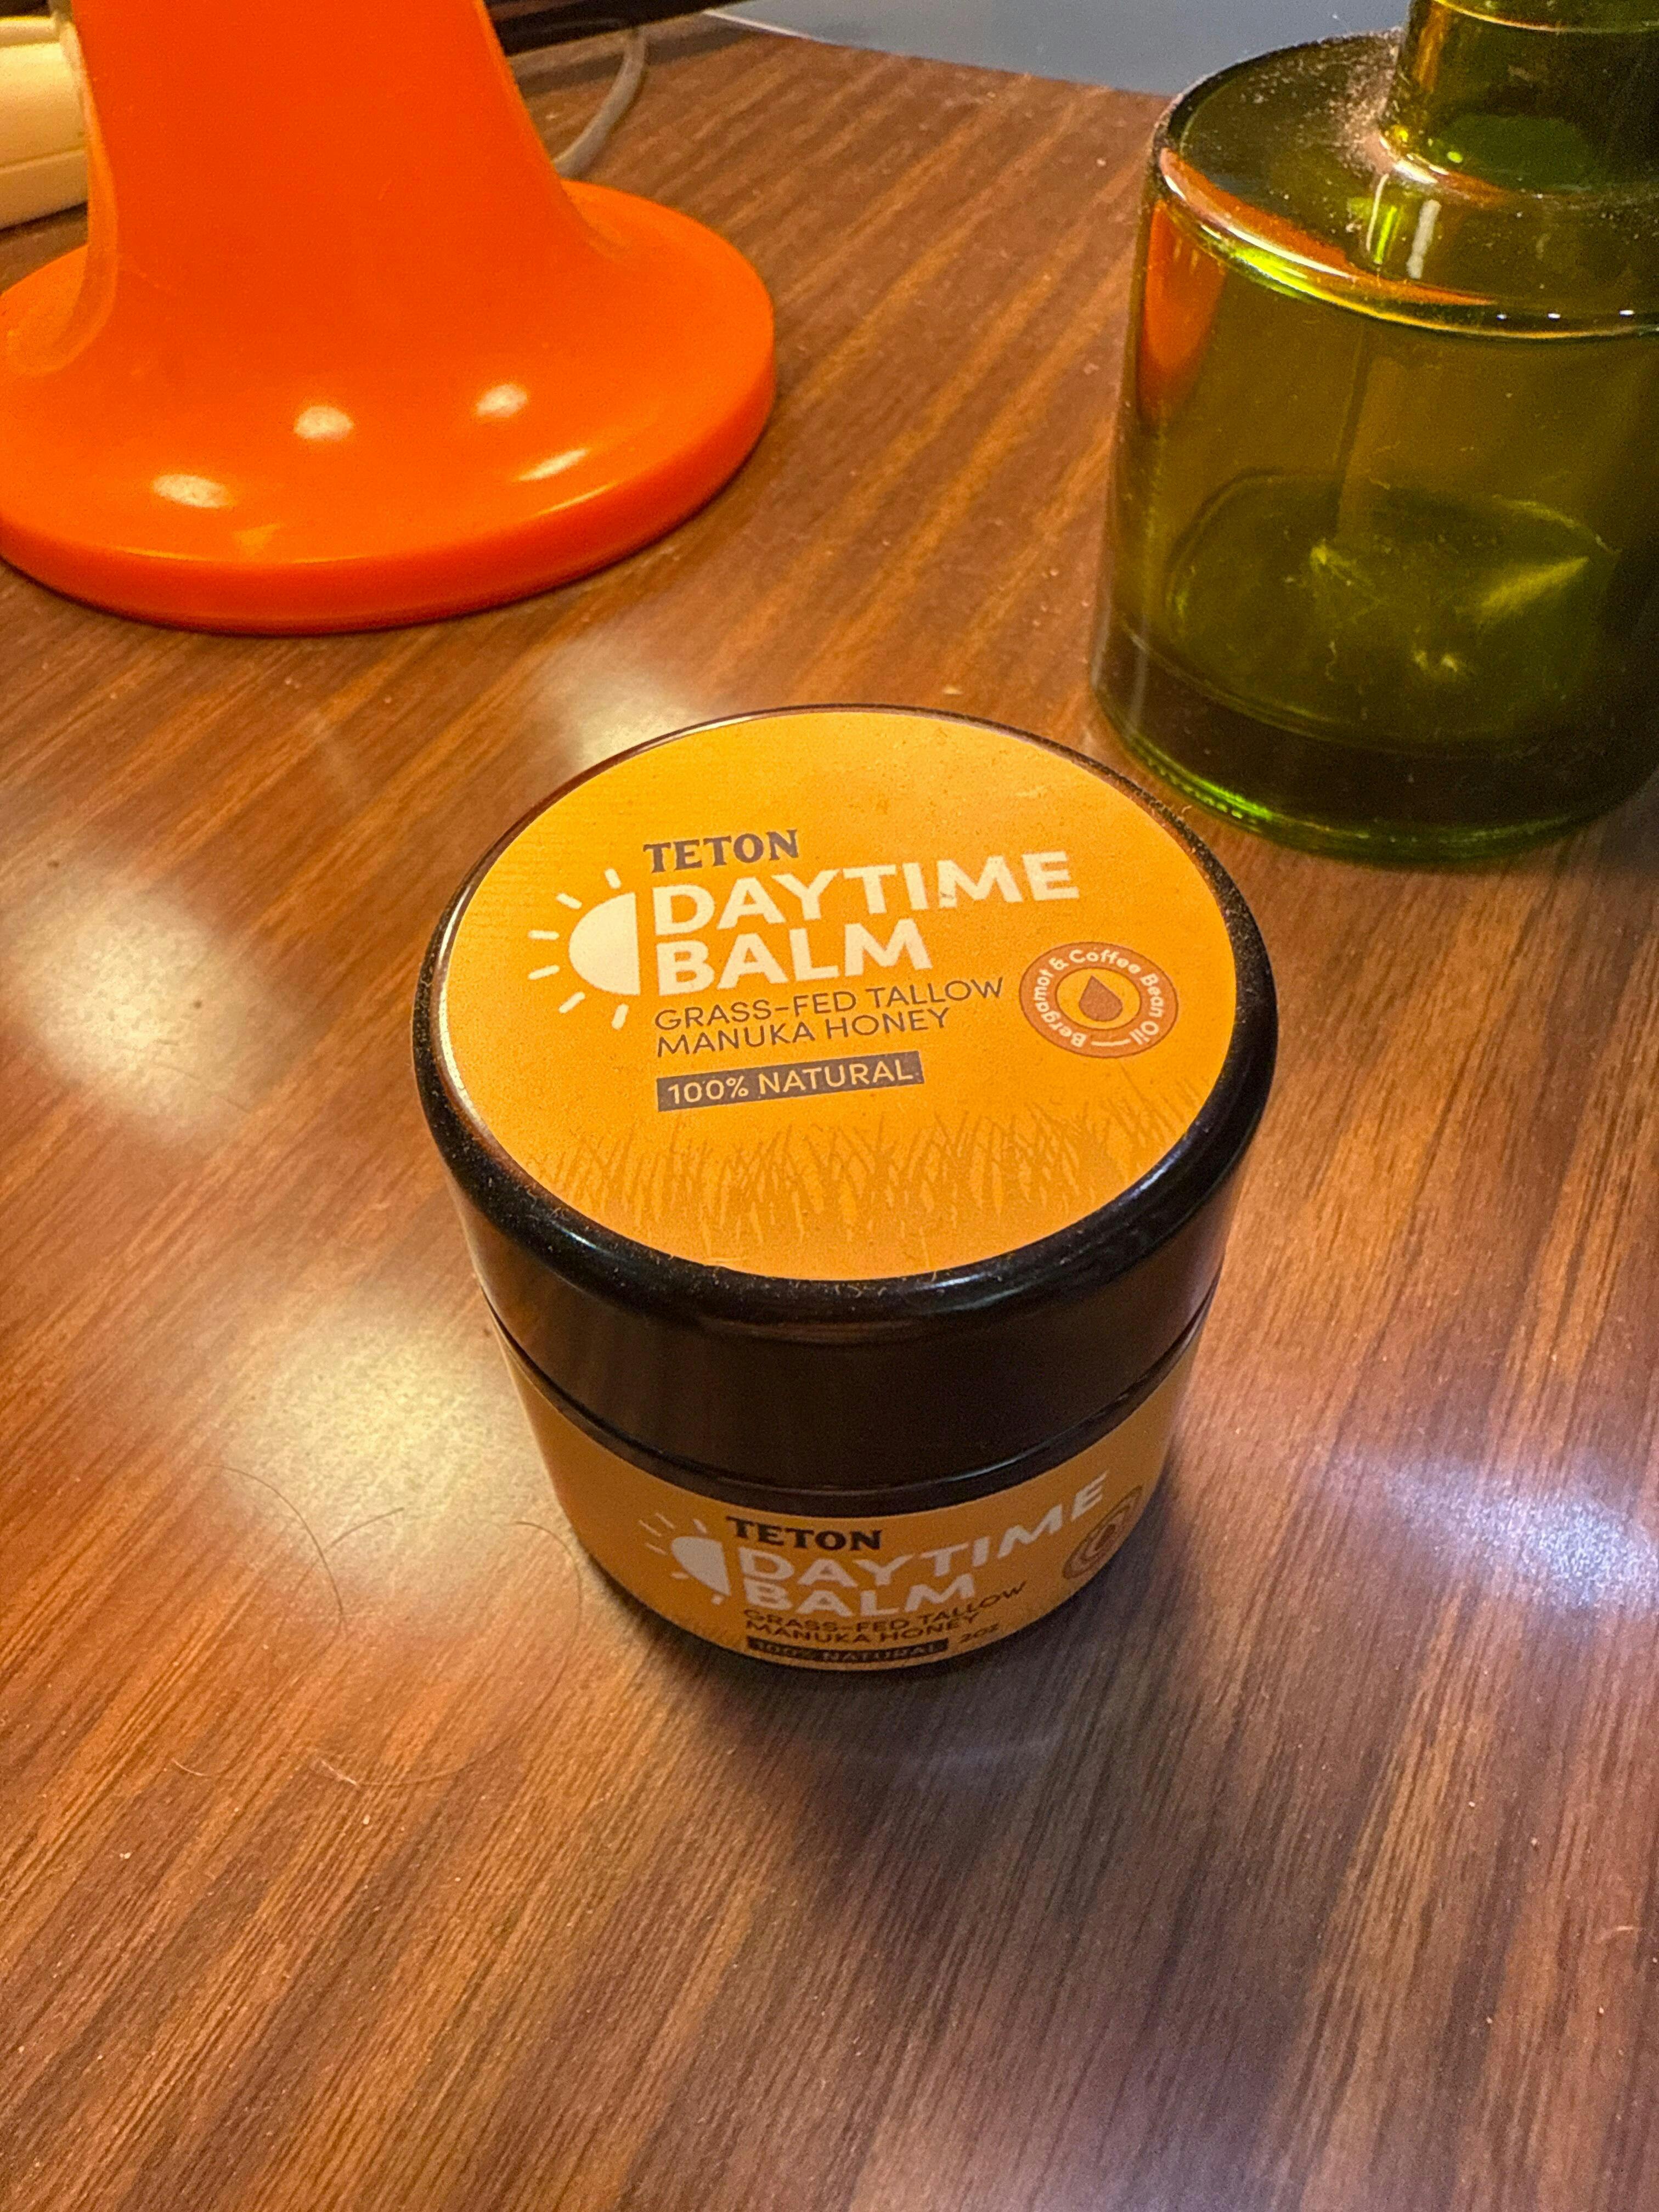 TETON
DAYTIME
BALM
GRASS-FED TALLOW
MANUKA HONEY
100% NATURAL
Bergamot & Coffee Bean Oil
TETON
DAYTIME
BALM
GRASS-FED TALLOW
MANUKA HONEY
100% NATURAL 2oz